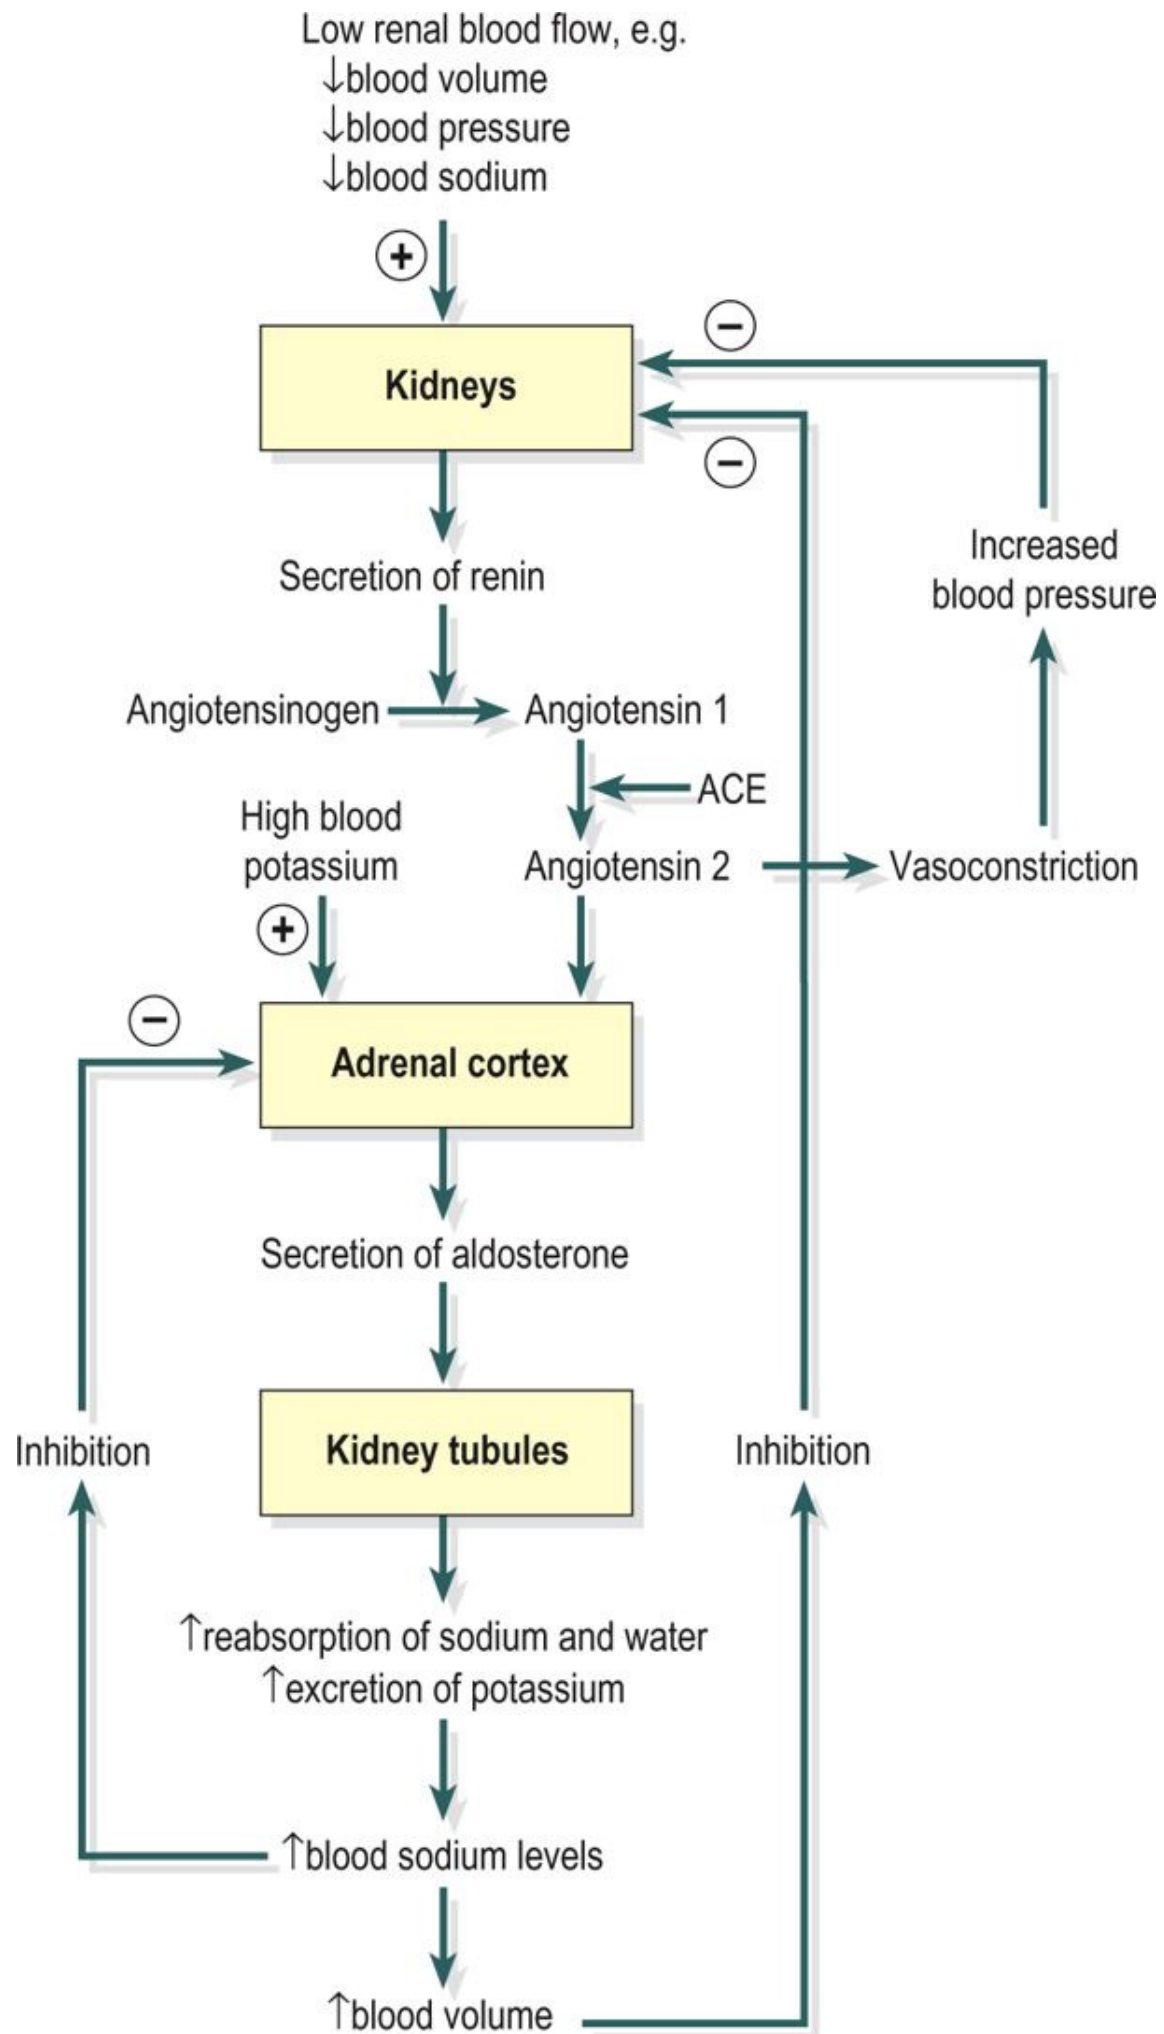 Low renal blood flow, e.g.
↓blood volume
↓blood pressure
↓blood sodium
+
−
Kidneys
−
Increased
blood pressure
Secretion of renin
Angiotensinogen
Angiotensin 1
ACE
High blood
potassium
Angiotensin 2
Vasoconstriction
+
−
Adrenal cortex
Secretion of aldosterone
Inhibition
Kidney tubules
Inhibition
↑reabsorption of sodium and water
↑excretion of potassium
↑blood sodium levels
↑blood volume